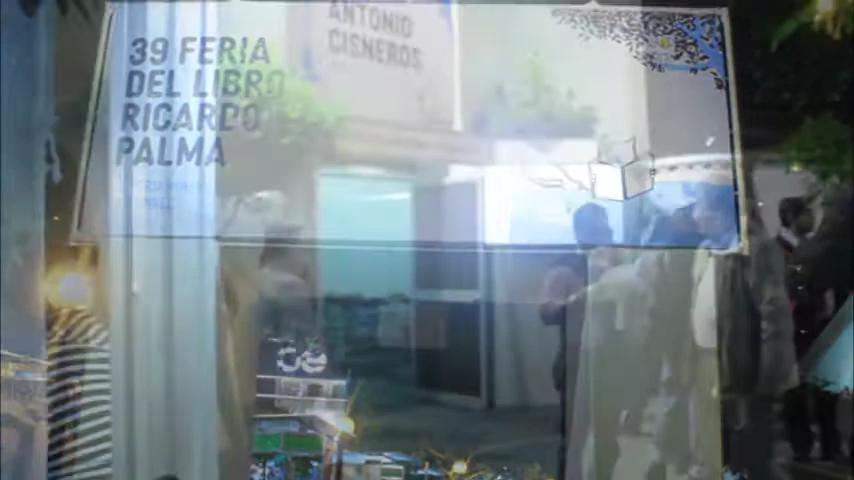 39 FERIA
DEL LIBRO
RICARDO
PALMA
ANTONIO
CISNEROS